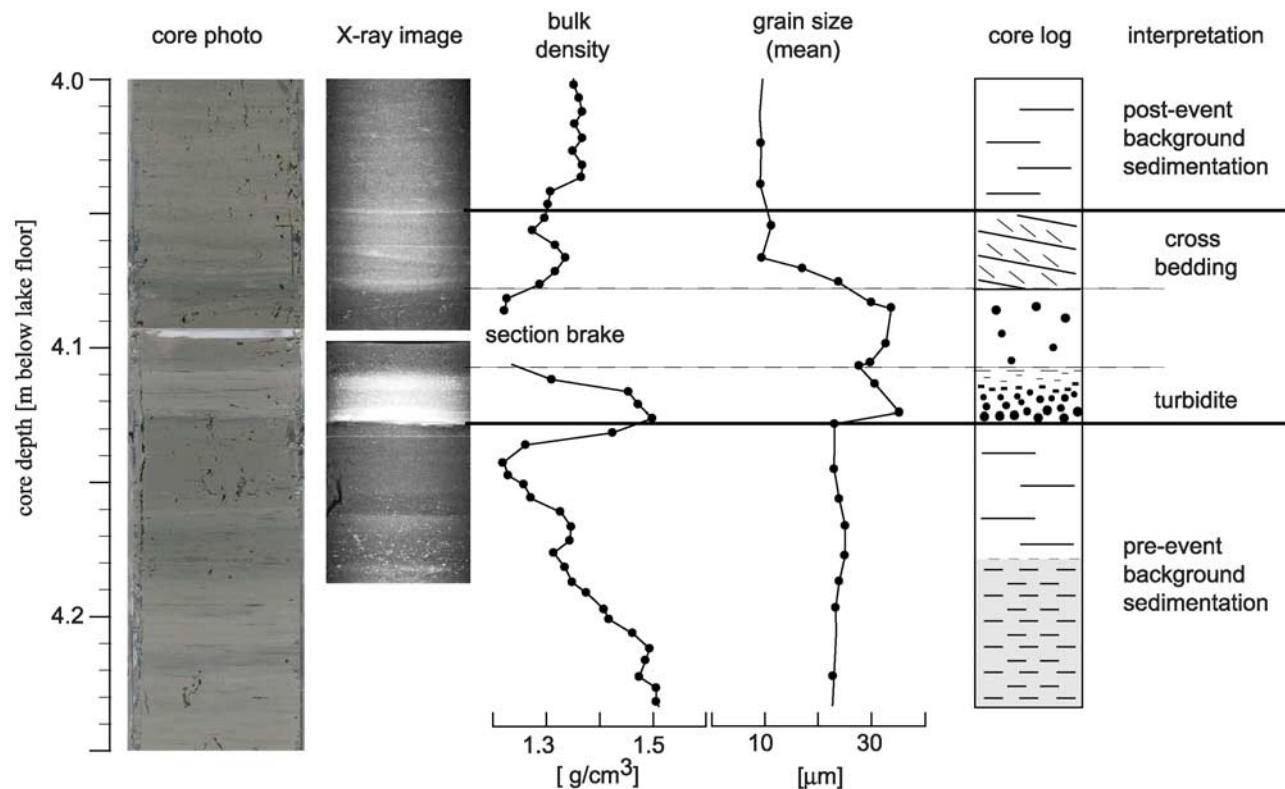 core photo
X-ray image
bulk
density
grain size
(mean)
core log
interpretation
4.0
4.1
4.2
core depth [m below lake floor]
post-event
background
sedimentation
cross
bedding
section brake
turbidite
pre-event
background
sedimentation
1.3
1.5
[ g/cm³]
10
30
[µm]